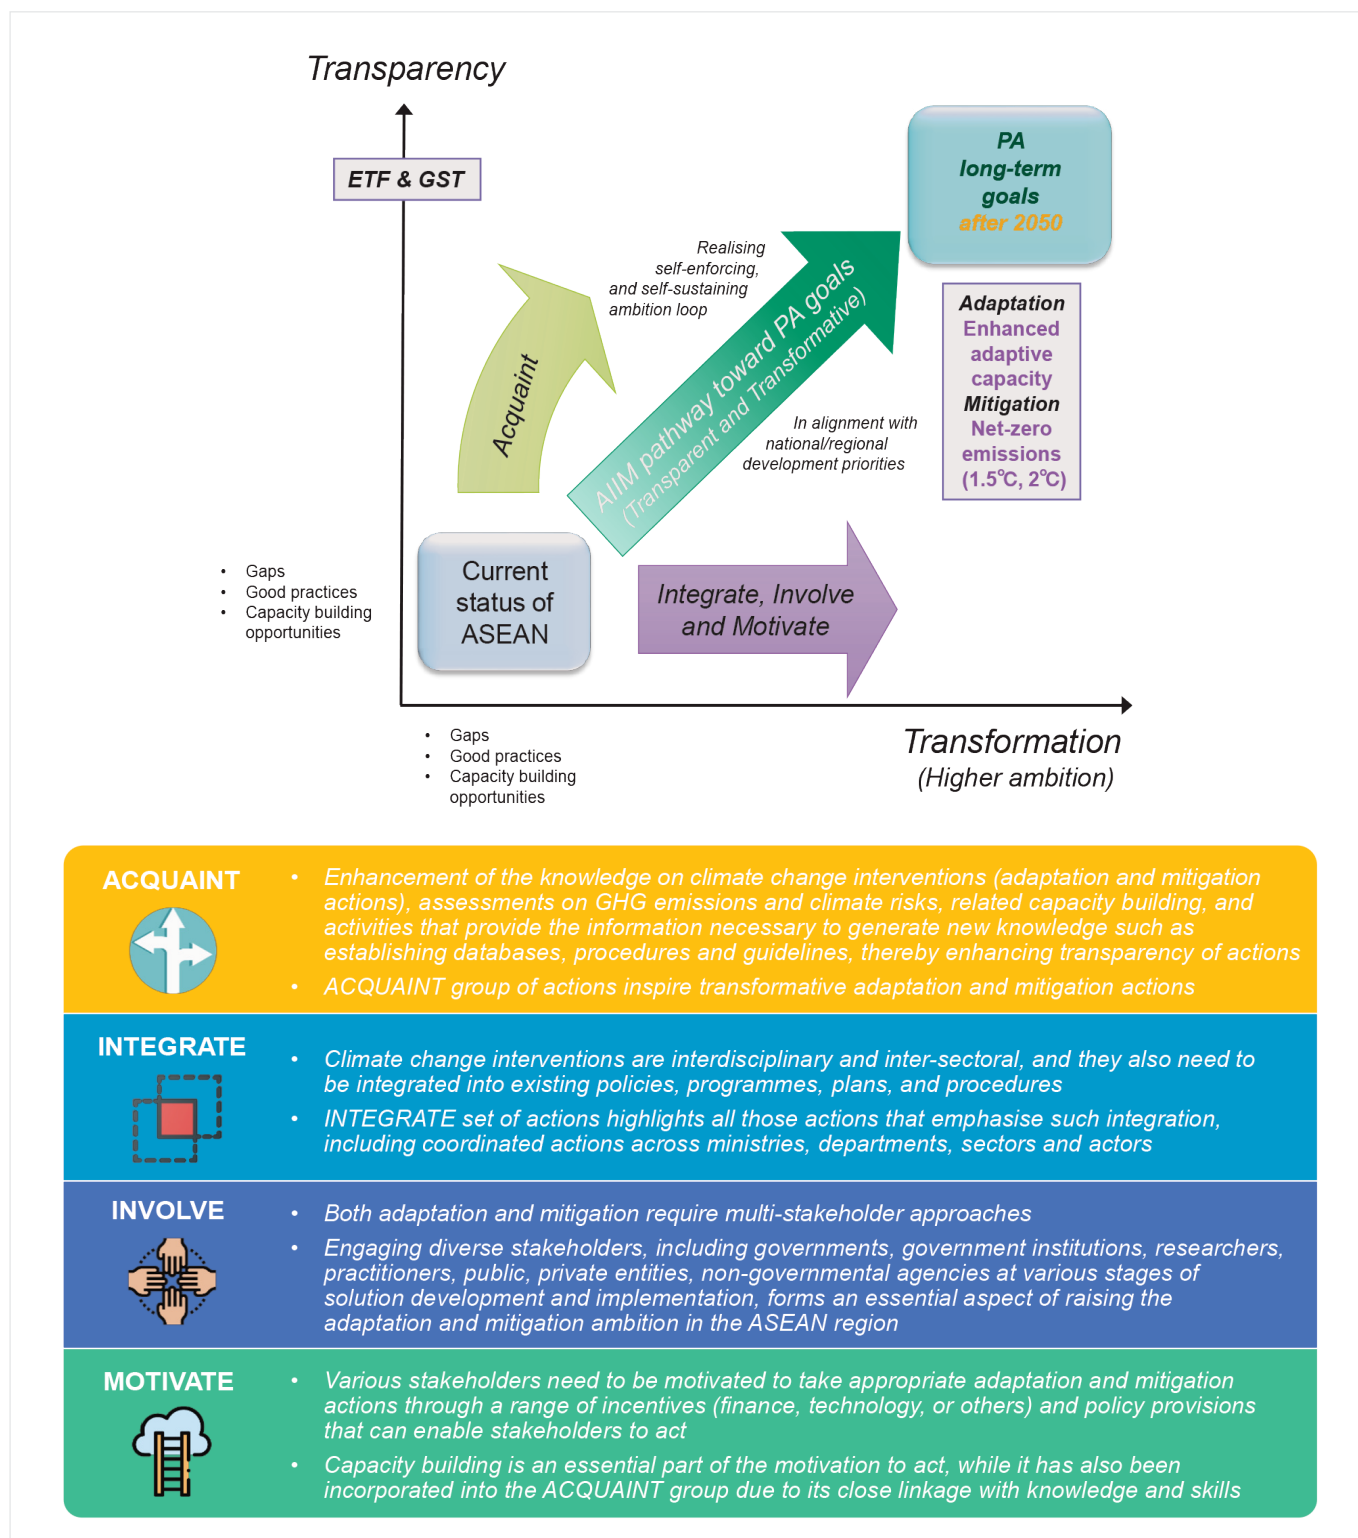 Transparency
ETF & GST
PA
long-term
goals
after 2050
Realising
self-enforcing,
and self-sustaining
ambition loop
Acquaint
AIIM pathway toward PA goals
(Transparent and Transformative)
Adaptation
Enhanced
adaptive
capacity
Mitigation
Net-zero
emissions
(1.5℃, 2℃)
In alignment with
national/regional
development priorities
• Gaps
• Good practices
• Capacity building
opportunities
Current
status of
ASEAN
Integrate, Involve
and Motivate
• Gaps
• Good practices
• Capacity building
opportunities
Transformation
(Higher ambition)
ACQUAINT
• Enhancement of the knowledge on climate change interventions (adaptation and mitigation
actions), assessments on GHG emissions and climate risks, related capacity building, and
activities that provide the information necessary to generate new knowledge such as
establishing databases, procedures and guidelines, thereby enhancing transparency of actions
• ACQUAINT group of actions inspire transformative adaptation and mitigation actions
INTEGRATE
• Climate change interventions are interdisciplinary and inter-sectoral, and they also need to
be integrated into existing policies, programmes, plans, and procedures
• INTEGRATE set of actions highlights all those actions that emphasise such integration,
including coordinated actions across ministries, departments, sectors and actors
INVOLVE
• Both adaptation and mitigation require multi-stakeholder approaches
• Engaging diverse stakeholders, including governments, government institutions, researchers,
practitioners, public, private entities, non-governmental agencies at various stages of
solution development and implementation, forms an essential aspect of raising the
adaptation and mitigation ambition in the ASEAN region
MOTIVATE
• Various stakeholders need to be motivated to take appropriate adaptation and mitigation
actions through a range of incentives (finance, technology, or others) and policy provisions
that can enable stakeholders to act
• Capacity building is an essential part of the motivation to act, while it has also been
incorporated into the ACQUAINT group due to its close linkage with knowledge and skills